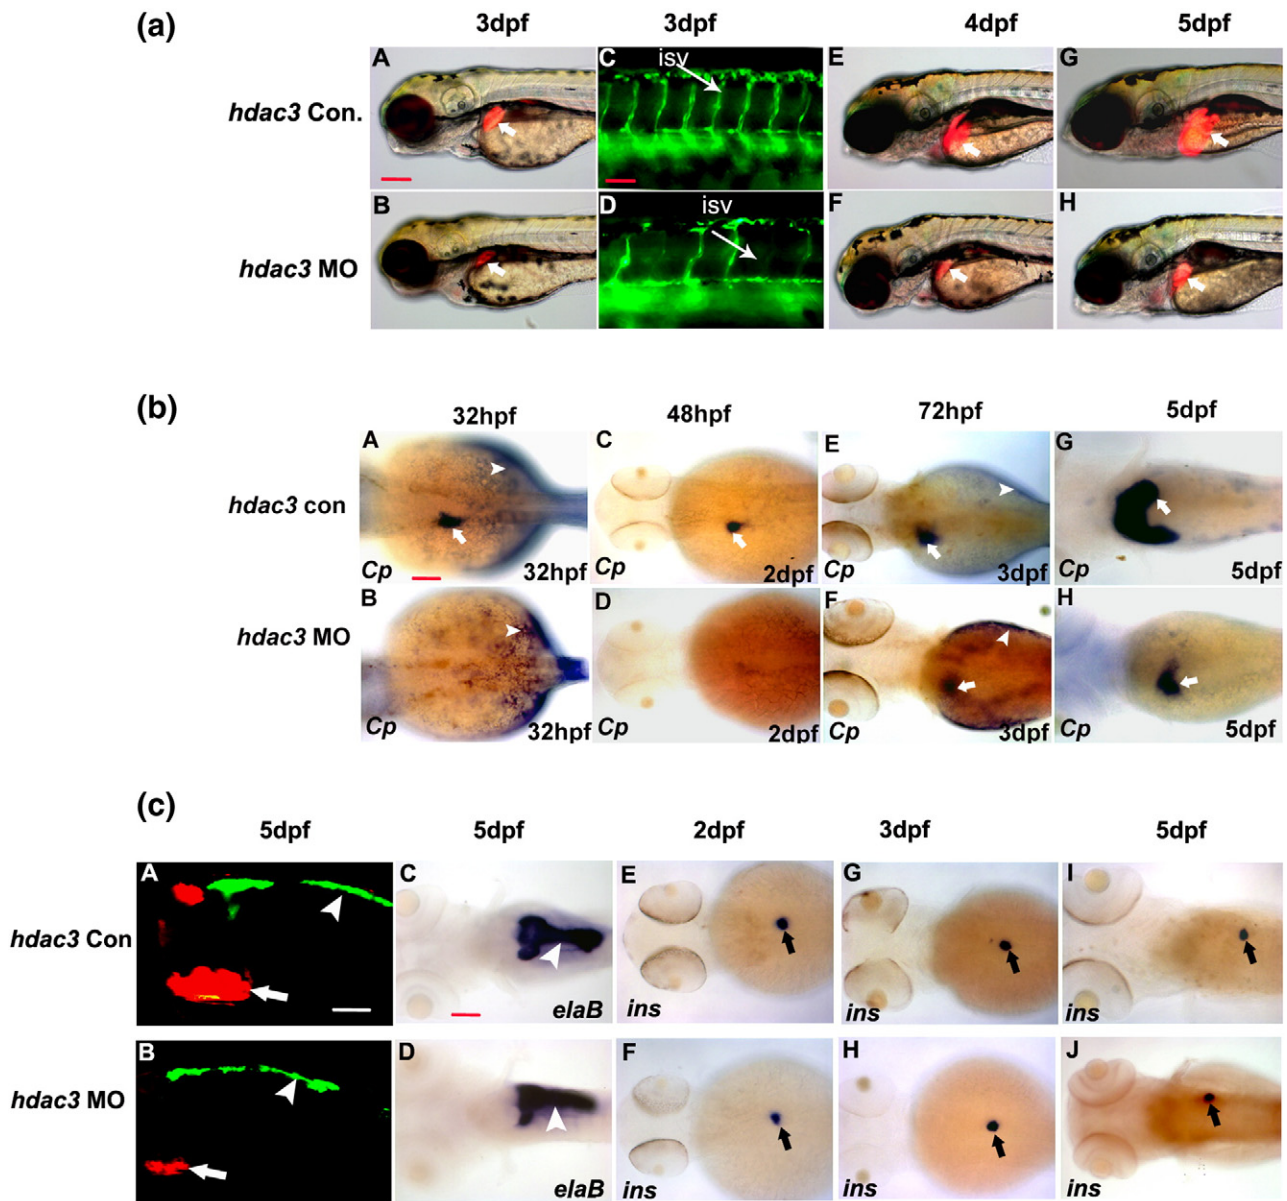 (a)
3dpf 3dpf 4dpf 5dpf
hdac3 Con.
A C isv E G
hdac3 MO
B D isv F H
(b)
32hpf 48hpf 72hpf 5dpf
hdac3 con
A C E G
Cp 32hpf Cp 2dpf Cp 3dpf Cp 5dpf
hdac3 MO
B D F H
Cp 32hpf Cp 2dpf Cp 3dpf Cp 5dpf
(c)
5dpf 5dpf 2dpf 3dpf 5dpf
hdac3 Con
A C E G I
elaB ins ins ins
hdac3 MO
B D F H J
elaB ins ins ins